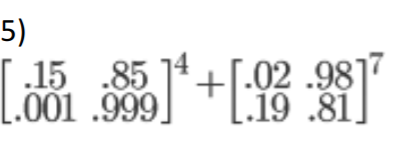 5)
[.15 .85]⁴ + [.02 .98]⁷
[.001 .999] [.19 .81]